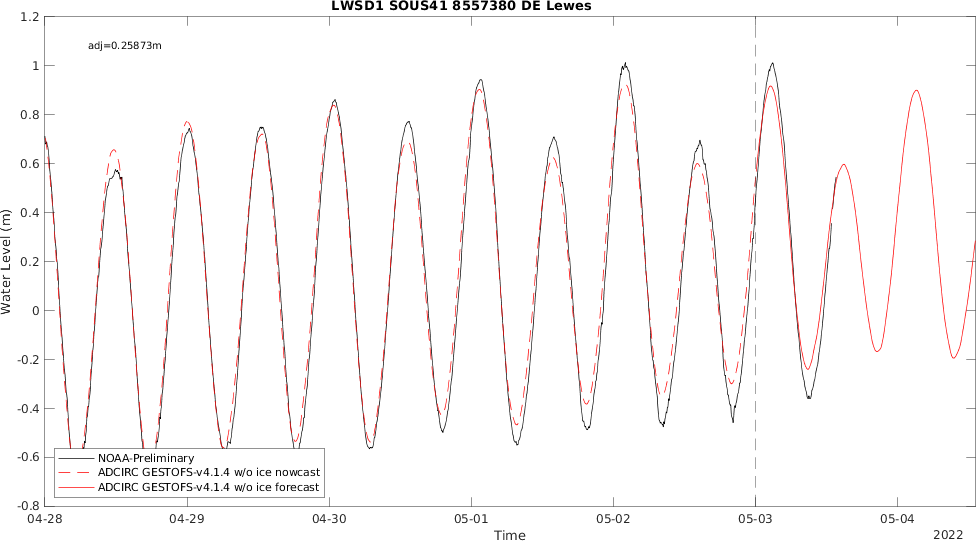 LWSD1 SOUS41 8557380 DE Lewes
adj=0.25873m
1.2
1
0.8
0.6
0.4
0.2
0
-0.2
-0.4
-0.6
-0.8
Water Level (m)
NOAA-Preliminary
ADCIRC GESTOFS-v4.1.4 w/o ice nowcast
ADCIRC GESTOFS-v4.1.4 w/o ice forecast
04-28 04-29 04-30 05-01 05-02 05-03 05-04
Time
2022